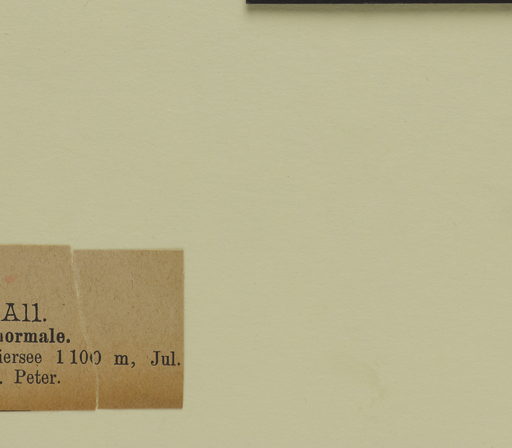 All.
normale.
iersee 1100 m, Jul.
. Peter.